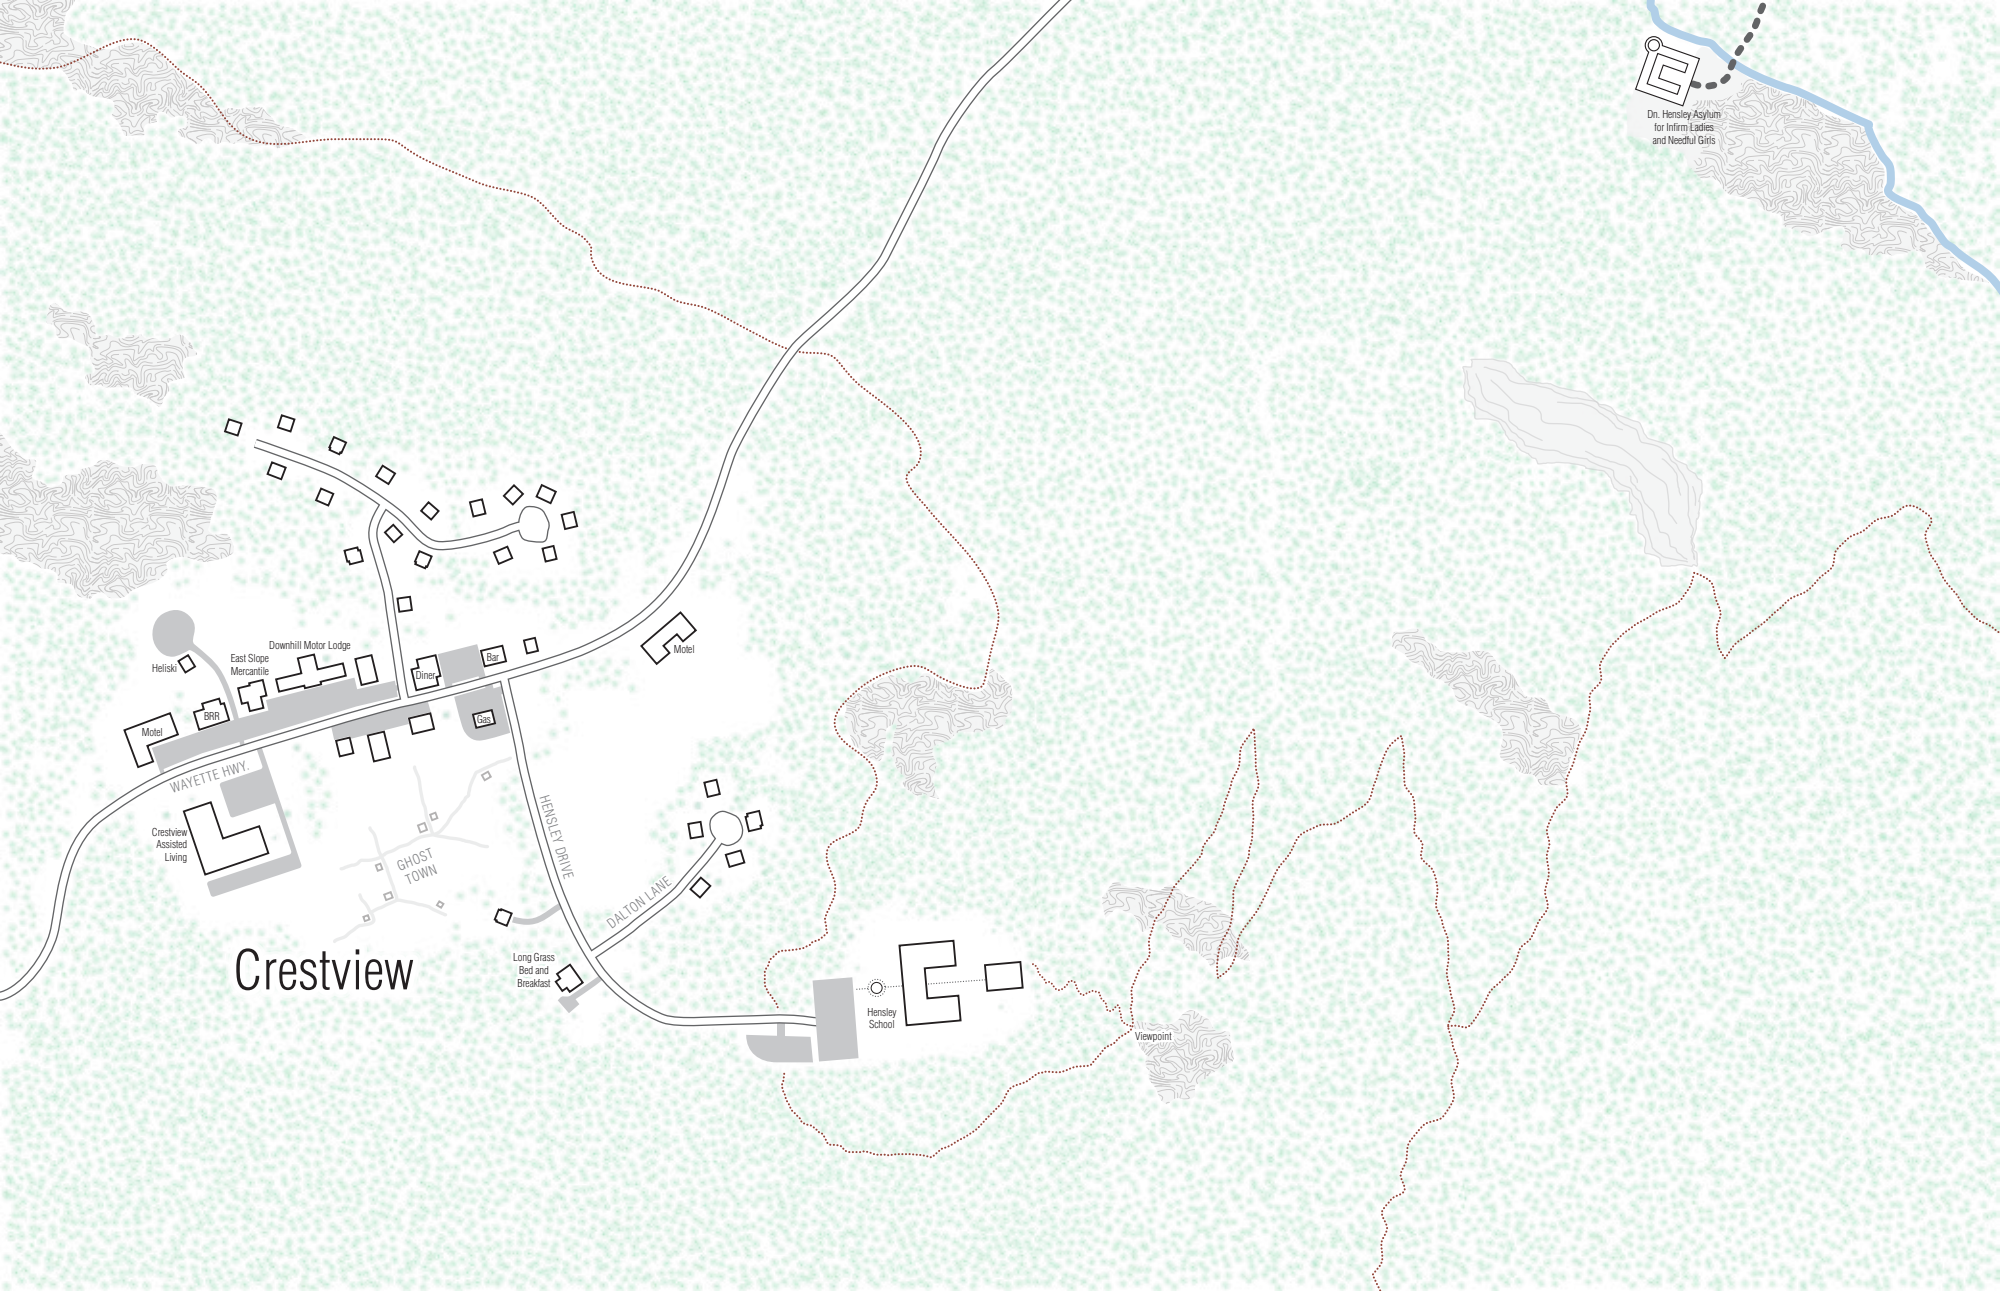 Dn. Hensley Asylum
for Infirm Ladies
and Needful Girls
Downhill Motor Lodge
East Slope
Mercantile
Heliski
Motel
Bar
Diner
BRR
Gas
Motel
WAYETTE HWY.
HENSLEY DRIVE
Crestview
Assisted
Living
GHOST
TOWN
DALTON LANE
Crestview
Long Grass
Bed and
Breakfast
Hensley
School
Viewpoint